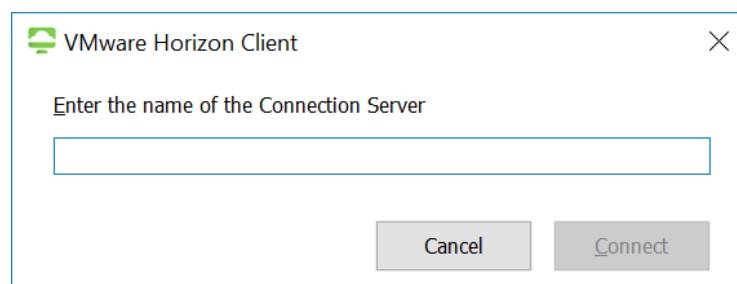 VMware Horizon Client
Enter the name of the Connection Server
Cancel
Connect